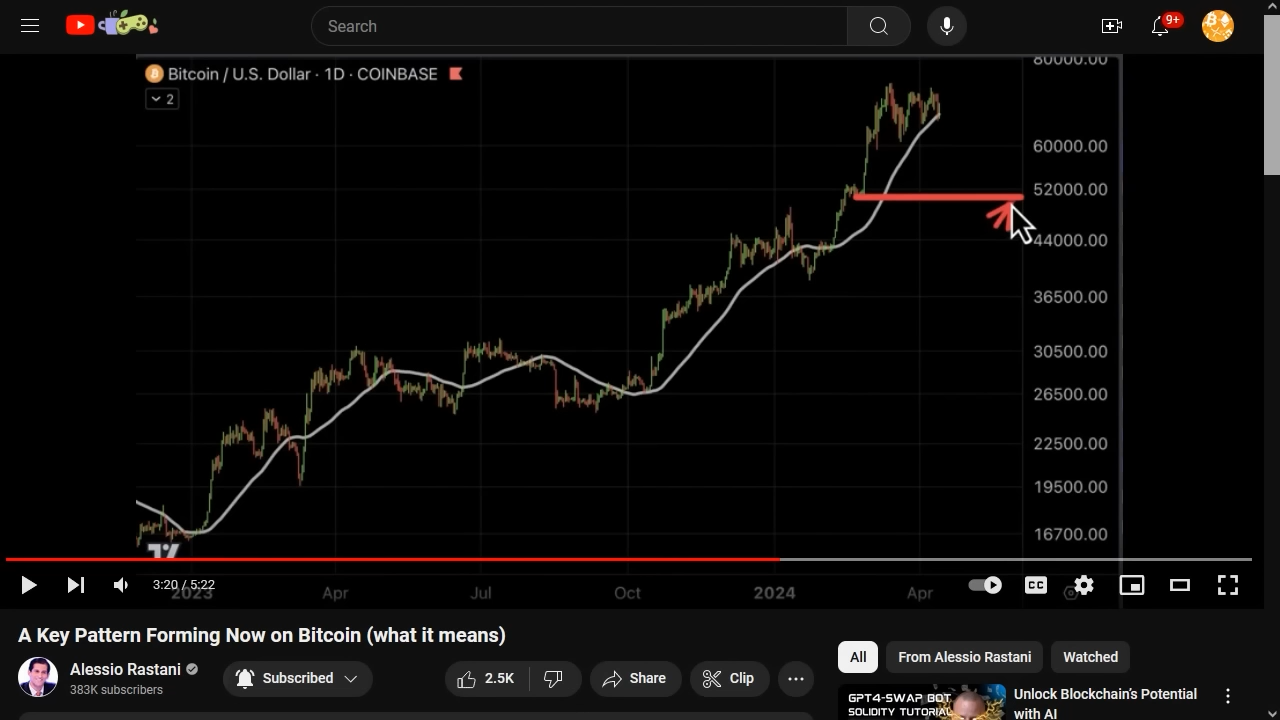 Search
9+
Bitcoin / U.S. Dollar · 1D · COINBASE
2
80000.00
60000.00
52000.00
44000.00
36500.00
30500.00
26500.00
22500.00
19500.00
16700.00
3:20 / 5:22
CC
2023 Apr Jul Oct 2024 Apr
A Key Pattern Forming Now on Bitcoin (what it means)
Alessio Rastani
383K subscribers
Subscribed
2.5K
Share
Clip
All
From Alessio Rastani
Watched
GPT4-SWAP BOT
SOLIDITY TUTORIAL
Unlock Blockchain's Potential
with AI